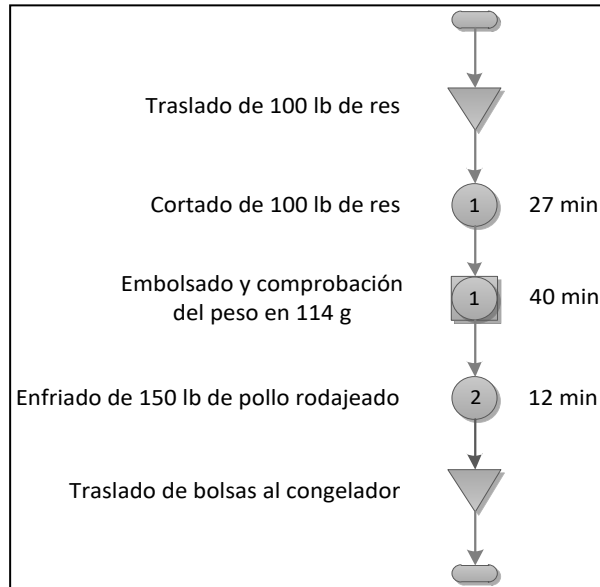 Traslado de 100 lb de res
Cortado de 100 lb de res
1
27 min
Embolsado y comprobación
del peso en 114 g
1
40 min
Enfriado de 150 lb de pollo rodajeado
2
12 min
Traslado de bolsas al congelador